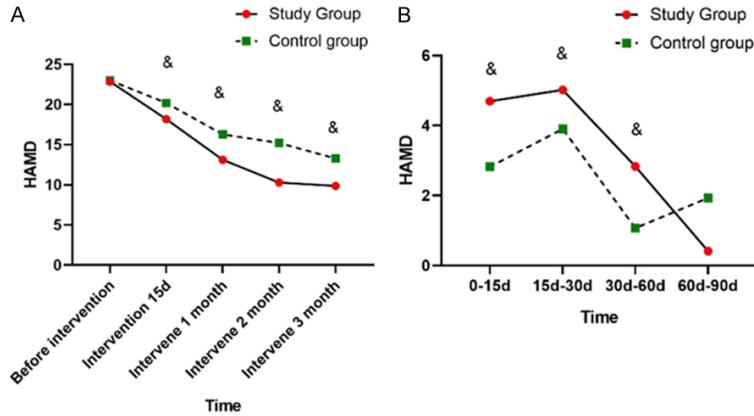 A
Study Group
Control group
25
20
15
10
5
0
HAMD
&
&
&
&
Before intervention
Intervention 15d
Intervene 1 month
Intervene 2 month
Intervene 3 month
Time
B
Study Group
Control group
6
4
2
0
HAMD
&
&
&
0-15d
15d-30d
30d-60d
60d-90d
Time